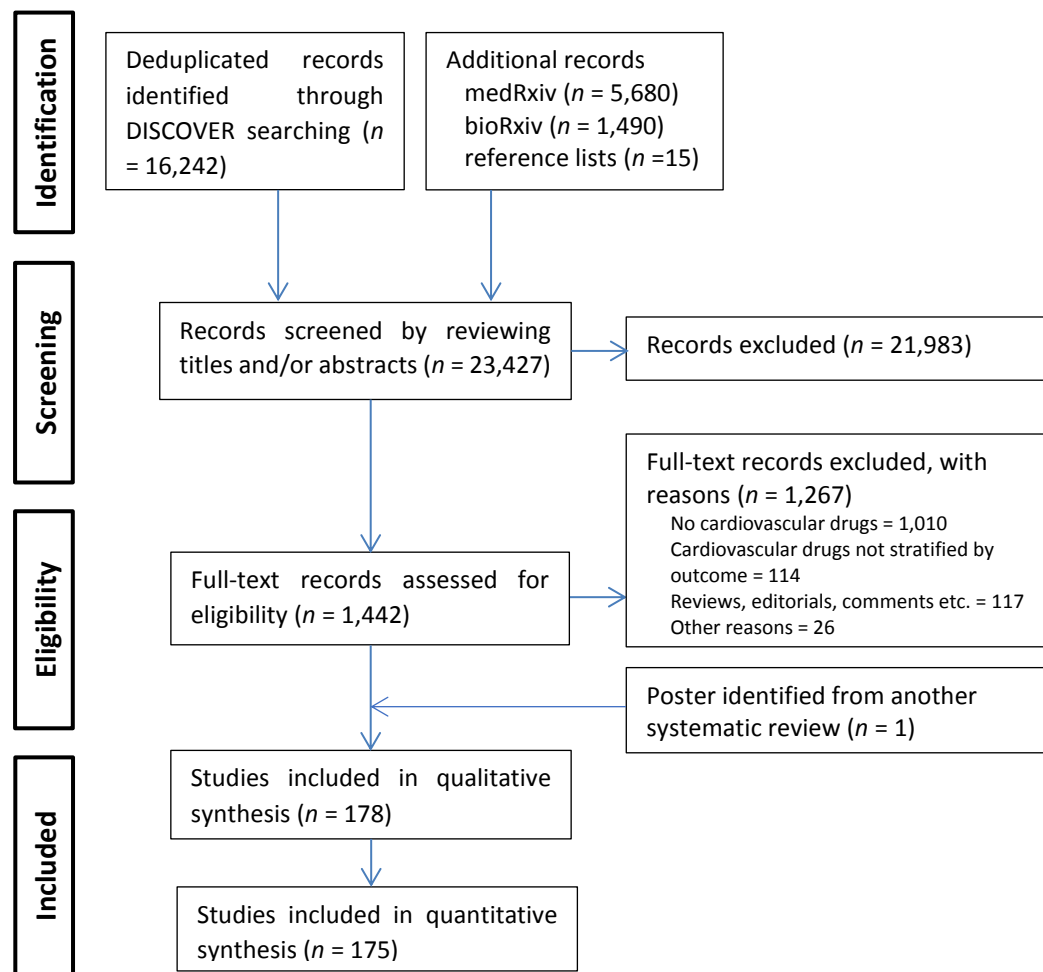 Identification
Deduplicated records
identified through
DISCOVER searching (n
= 16,242)
Additional records
medRxiv (n = 5,680)
bioRxiv (n = 1,490)
reference lists (n =15)
Screening
Records screened by reviewing
titles and/or abstracts (n = 23,427)
Records excluded (n = 21,983)
Eligibility
Full-text records assessed for
eligibility (n = 1,442)
Full-text records excluded, with
reasons (n = 1,267)
No cardiovascular drugs = 1,010
Cardiovascular drugs not stratified by
outcome = 114
Reviews, editorials, comments etc. = 117
Other reasons = 26
Poster identified from another
systematic review (n = 1)
Included
Studies included in qualitative
synthesis (n = 178)
Studies included in quantitative
synthesis (n = 175)